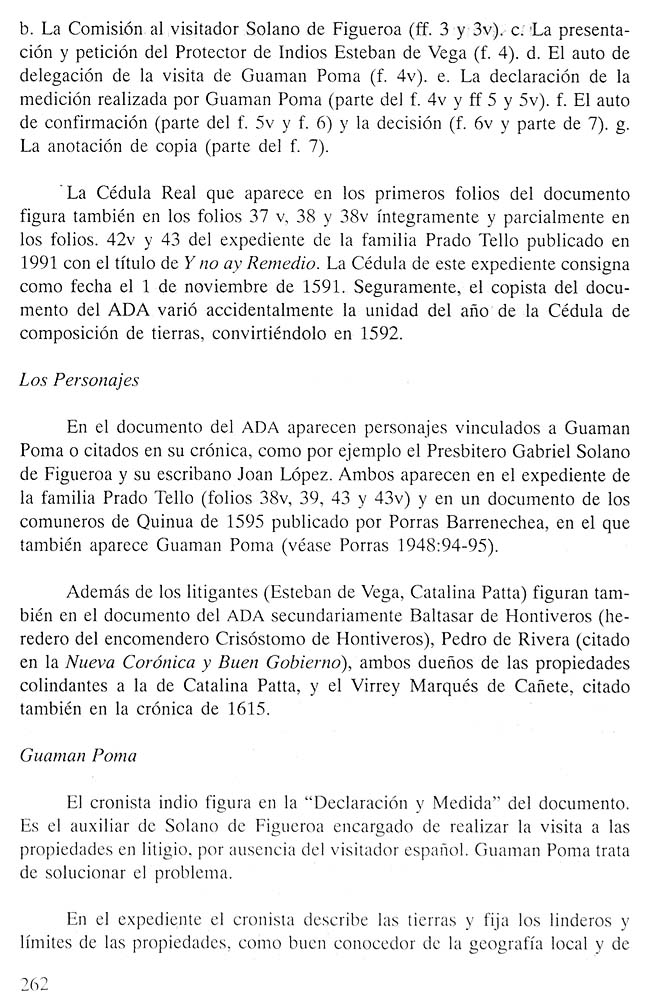 b. La Comisión al visitador Solano de Figueroa (ff. 3 y 3v). c. La presenta-
ción y petición del Protector de Indios Esteban de Vega (f. 4). d. El auto de
delegación de la visita de Guaman Poma (f. 4v). e. La declaración de la
medición realizada por Guaman Poma (parte del f. 4v y ff 5 y 5v). f. El auto
de confirmación (parte del f. 5v y f. 6) y la decisión (f. 6v y parte de 7). g.
La anotación de copia (parte del f. 7).
La Cédula Real que aparece en los primeros folios del documento
figura también en los folios 37 v, 38 y 38v íntegramente y parcialmente en
los folios. 42v y 43 del expediente de la familia Prado Tello publicado en
1991 con el título de Y no ay Remedio. La Cédula de este expediente consigna
como fecha el 1 de noviembre de 1591. Seguramente, el copista del docu-
mento del ADA varió accidentalmente la unidad del año de la Cédula de
composición de tierras, convirtiéndolo en 1592.
Los Personajes
En el documento del ADA aparecen personajes vinculados a Guaman
Poma o citados en su crónica, como por ejemplo el Presbitero Gabriel Solano
de Figueroa y su escribano Joan López. Ambos aparecen en el expediente de
la familia Prado Tello (folios 38v, 39, 43 y 43v) y en un documento de los
comuneros de Quinua de 1595 publicado por Porras Barrenechea, en el que
también aparece Guaman Poma (véase Porras 1948:94-95).
Además de los litigantes (Esteban de Vega, Catalina Patta) figuran tam-
bién en el documento del ADA secundariamente Baltasar de Hontiveros (he-
redero del encomendero Crisóstomo de Hontiveros), Pedro de Rivera (citado
en la Nueva Corónica y Buen Gobierno), ambos dueños de las propiedades
colindantes a la de Catalina Patta, y el Virrey Marqués de Cañete, citado
también en la crónica de 1615.
Guaman Poma
El cronista indio figura en la “Declaración y Medida” del documento.
Es el auxiliar de Solano de Figueroa encargado de realizar la visita a las
propiedades en litigio, por ausencia del visitador español. Guaman Poma trata
de solucionar el problema.
En el expediente el cronista describe las tierras y fija los linderos y
límites de las propiedades, como buen conocedor de la geografía local y de
262